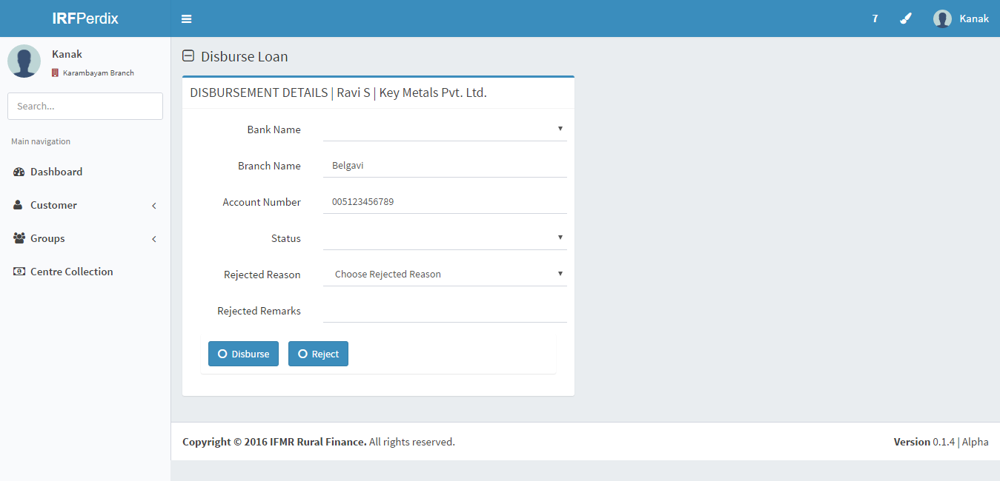 IRFPerdix
7
Kanak
Kanak
Karambayam Branch
Search...
Main navigation
Dashboard
Customer
Groups
Centre Collection
Disburse Loan
DISBURSEMENT DETAILS | Ravi S | Key Metals Pvt. Ltd.
Bank Name
Branch Name Belgavi
Account Number 005123456789
Status
Rejected Reason Choose Rejected Reason
Rejected Remarks
Disburse Reject
Copyright © 2016 IFMR Rural Finance. All rights reserved. Version 0.1.4 | Alpha